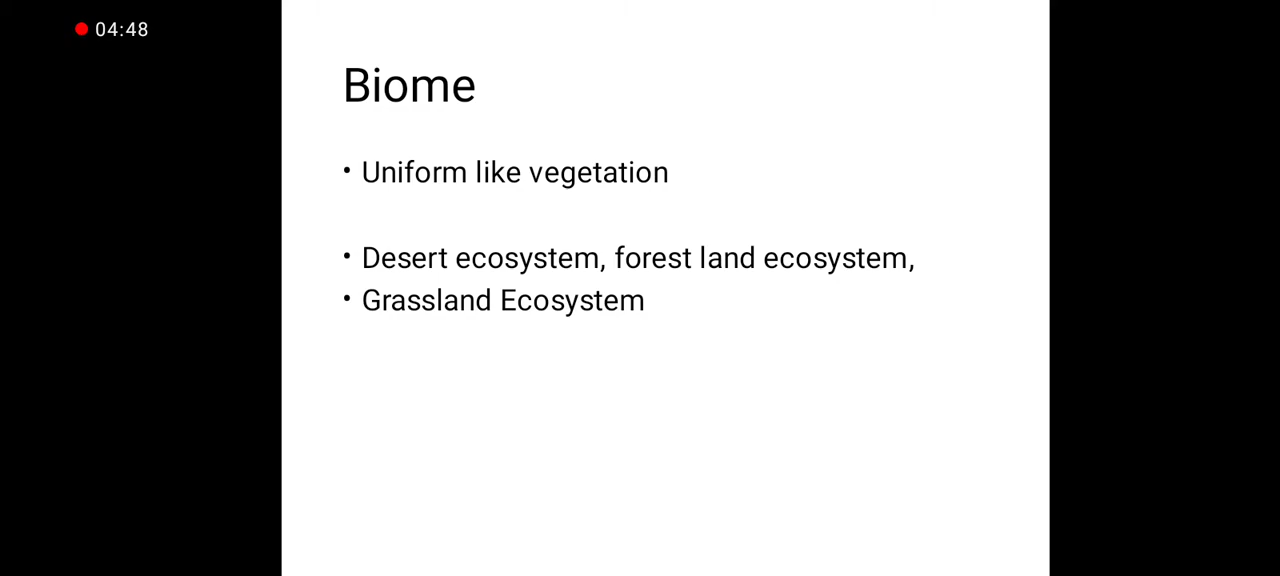 04:48
Biome
• Uniform like vegetation
• Desert ecosystem, forest land ecosystem,
• Grassland Ecosystem